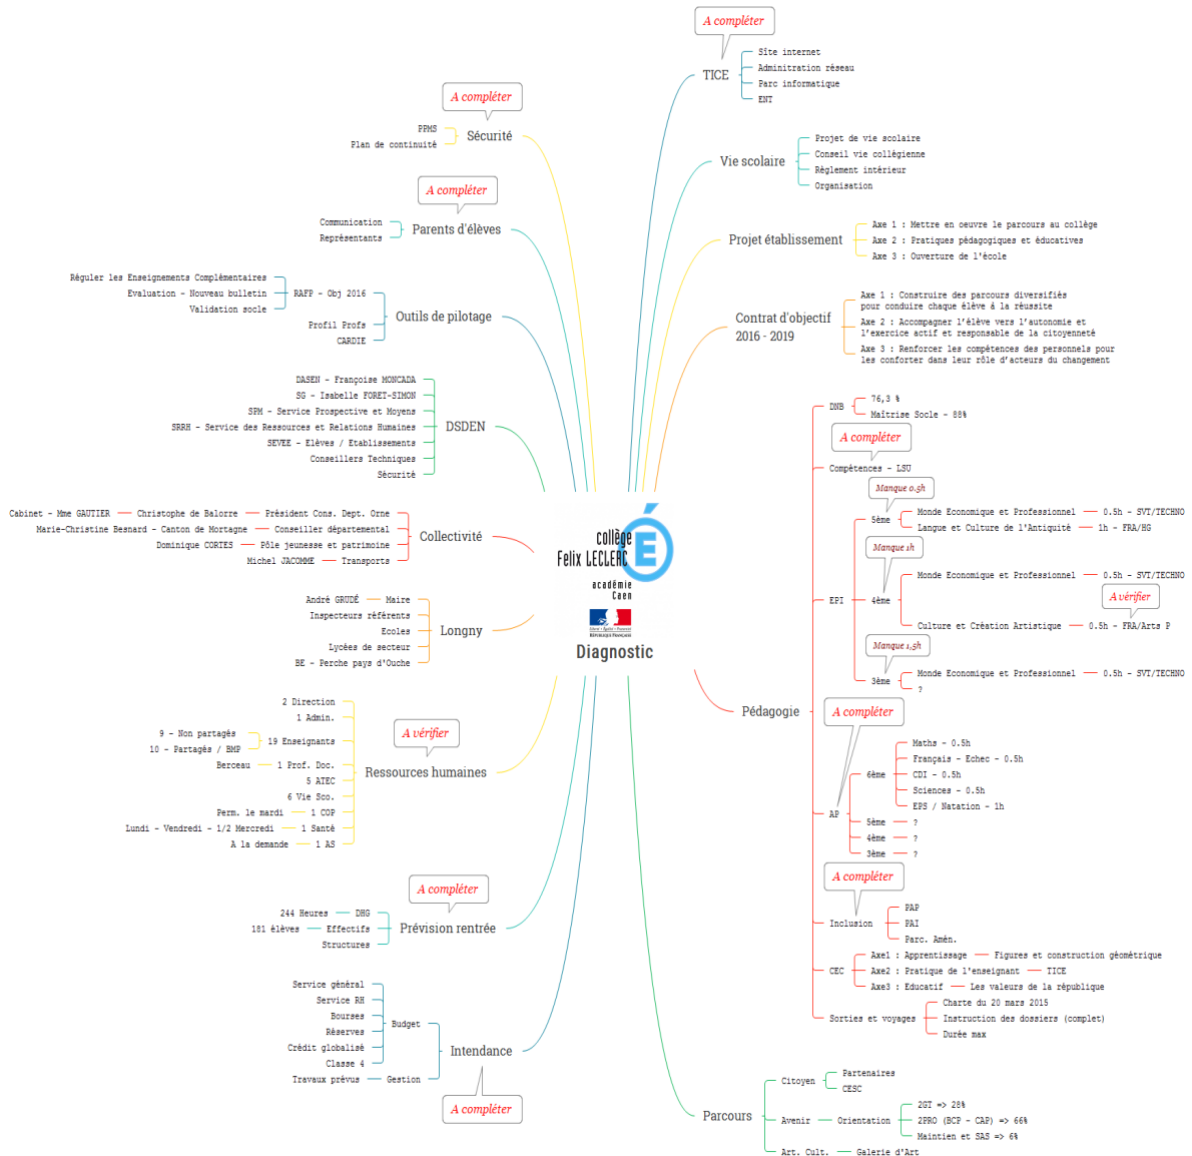 A compléter
TICE
Site internet
Adminitration réseau
Parc informatique
ENT
Vie scolaire
Projet de vie scolaire
Conseil vie collègienne
Règlement intérieur
Organisation
Projet établissement
Axe 1 : Mettre en oeuvre le parcours au collège
Axe 2 : Pratiques pédagogiques et éducatives
Axe 3 : Ouverture de l'école
Contrat d'objectif
2016 - 2019
Axe 1 : Construire des parcours diversifiés
pour conduire chaque élève à la réussite
Axe 2 : Accompagner l'élève vers l'autonomie et
l'exercice actif et responsable de la citoyenneté
Axe 3 : Renforcer les compétences des personnels pour
les conforter dans leur rôle d'acteurs du changement
Pédagogie
DNB
76,3 %
Maîtrise Socle - 88%
A compléter
Compétences - LSU
EPI
Manque 0.5h
5ème
Monde Economique et Professionnel
0.5h - SVT/TECHNO
Langue et Culture de l'Antiquité
1h - FRA/HG
Manque 1h
4ème
Monde Economique et Professionnel
0.5h - SVT/TECHNO
A vérifier
Culture et Création Artistique
0.5h - FRA/Arts P
Manque 1,5h
3ème
Monde Economique et Professionnel
0.5h - SVT/TECHNO
?
A compléter
AP
6ème
Maths - 0.5h
Français - Echec - 0.5h
CDI - 0.5h
Sciences - 0.5h
EPS / Natation - 1h
5ème
?
4ème
?
3ème
?
A compléter
Inclusion
PAP
PAI
Parc. Amén.
CEC
Axe1 : Apprentissage
Figures et construction géométrique
Axe2 : Pratique de l'enseignant
TICE
Axe3 : Educatif
Les valeurs de la république
Sorties et voyages
Charte du 20 mars 2015
Instruction des dossiers (complet)
Durée max
Parcours
Citoyen
Partenaires
CESC
Avenir
Orientation
2GT => 28%
2PRO (BCP - CAP) => 66%
Maintien et SAS => 6%
Art. Cult.
Galerie d'Art
A compléter
Sécurité
PPMS
Plan de continuité
A compléter
Parents d'élèves
Communication
Représentants
Outils de pilotage
RAFP - Obj 2016
Réguler les Enseignements Complémentaires
Evaluation - Nouveau bulletin
Validation socle
Profil Profs
CARDIE
DSDEN
DASEN - Françoise MONCADA
SG - Isabelle FORET-SIMON
SPM - Service Prospective et Moyens
SRRH - Service des Ressources et Relations Humaines
SEVEE - Elèves / Etablissements
Conseillers Techniques
Sécurité
Collectivité
Cabinet - Mme GAUTIER
Christophe de Balorre
Président Cons. Dept. Orne
Marie-Christine Besnard - Canton de Mortagne
Conseiller départemental
Dominique CORTES
Pôle jeunesse et patrimoine
Michel JACOMME
Transports
Longny
André GRUDÉ
Maire
Inspecteurs référents
Ecoles
Lycées de secteur
BE - Perche pays d'Ouche
A vérifier
Ressources humaines
2 Direction
1 Admin.
9 - Non partagés
10 - Partagés / BMP
19 Enseignants
Berceau
1 Prof. Doc.
5 ATEC
6 Vie Sco.
Perm. le mardi
1 COP
Lundi - Vendredi - 1/2 Mercredi
1 Santé
A la demande
1 AS
A compléter
Prévision rentrée
244 Heures
DHG
181 élèves
Effectifs
Structures
Intendance
Budget
Service général
Service RH
Bourses
Réserves
Crédit globalisé
Classe 4
Travaux prévus
Gestion
A compléter
collège
Felix LECLERC
É
académie
Caen
Liberté • Égalité • Fraternité
RÉPUBLIQUE FRANÇAISE
Diagnostic